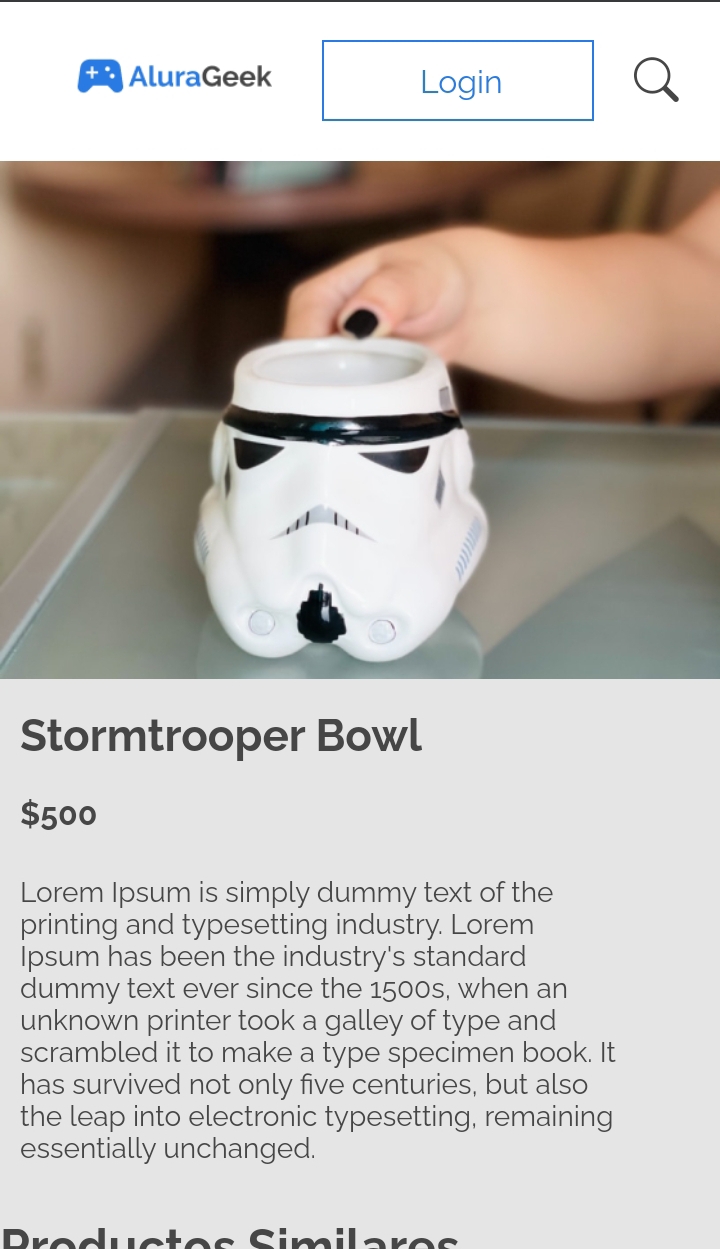 AluraGeek
Login
Stormtrooper Bowl
$500
Lorem Ipsum is simply dummy text of the
printing and typesetting industry. Lorem
Ipsum has been the industry's standard
dummy text ever since the 1500s, when an
unknown printer took a galley of type and
scrambled it to make a type specimen book. It
has survived not only five centuries, but also
the leap into electronic typesetting, remaining
essentially unchanged.
Productos Similares